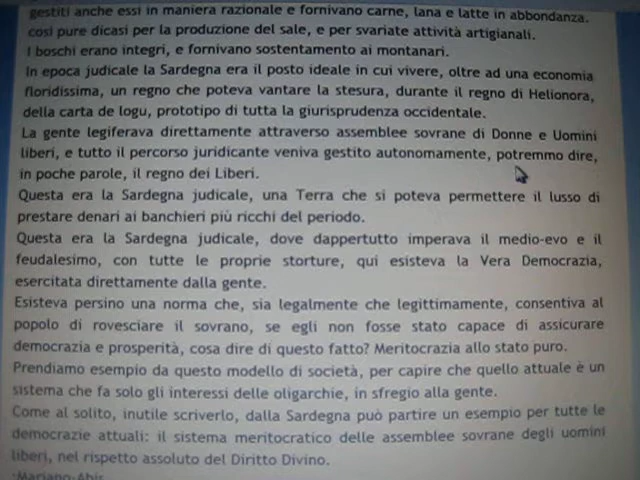 gestiti anche essi in maniera razionale e fornivano carne, lana e latte in abbondanza.
così pure dicasi per la produzione del sale, e per svariate attività artigianali.
I boschi erano integri, e fornivano sostentamento ai montanari.
In epoca judicale la Sardegna era il posto ideale in cui vivere, oltre ad una economia
floridissima, un regno che poteva vantare la stesura, durante il regno di Helionora,
della carta de logu, prototipo di tutta la giurisprudenza occidentale.
La gente legiferava direttamente attraverso assemblee sovrane di Donne e Uomini
liberi, e tutto il percorso juridicante veniva gestito autonomamente, potremmo dire,
in poche parole, il regno dei Liberi.
Questa era la Sardegna judicale, una Terra che si poteva permettere il lusso di
prestare denari ai banchieri più ricchi del periodo.
Questa era la Sardegna judicale, dove dappertutto imperava il medio-evo e il
feudalesimo, con tutte le proprie storture, qui esisteva la Vera Democrazia,
esercitata direttamente dalla gente.
Esisteva persino una norma che, sia legalmente che legittimamente, consentiva al
popolo di rovesciare il sovrano, se egli non fosse stato capace di assicurare
democrazia e prosperità, cosa dire di questo fatto? Meritocrazia allo stato puro.
Prendiamo esempio da questo modello di società, per capire che quello attuale è un
sistema che fa solo gli interessi delle oligarchie, in sfregio alla gente.
Come al solito, inutile scriverlo, dalla Sardegna può partire un esempio per tutte le
democrazie attuali: il sistema meritocratico delle assemblee sovrane degli uomini
liberi, nel rispetto assoluto del Diritto Divino.
:Mariano-Abir